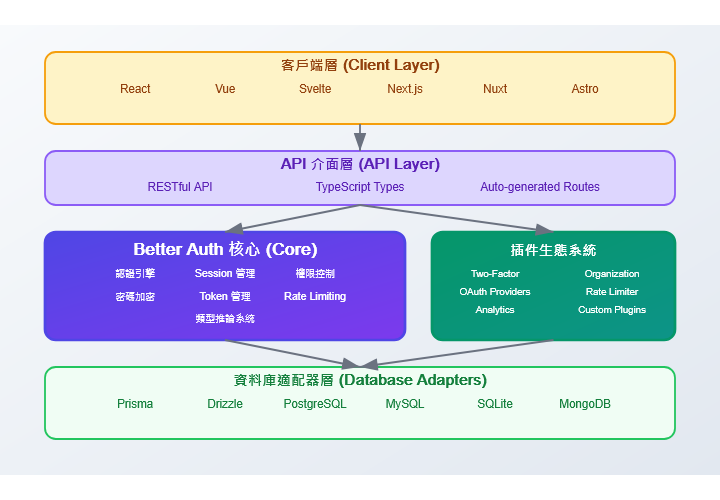 客戶端層 (Client Layer)
React Vue Svelte Next.js Nuxt Astro
API 介面層 (API Layer)
RESTful API TypeScript Types Auto-generated Routes
Better Auth 核心 (Core)
認證引擎 Session 管理 權限控制
密碼加密 Token 管理 Rate Limiting
類型推論系統
插件生態系統
Two-Factor Organization
OAuth Providers Rate Limiter
Analytics Custom Plugins
資料庫適配器層 (Database Adapters)
Prisma Drizzle PostgreSQL MySQL SQLite MongoDB